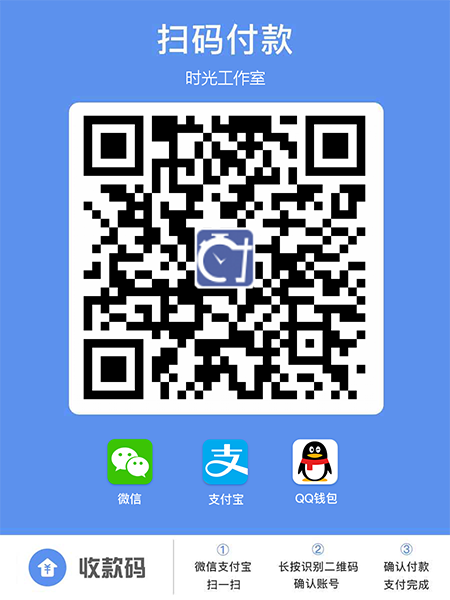 扫码付款
时光工作室
微信
支付宝
QQ钱包
收款码
①
微信支付宝
扫一扫
②
长按识别二维码
确认账号
③
确认付款
支付完成